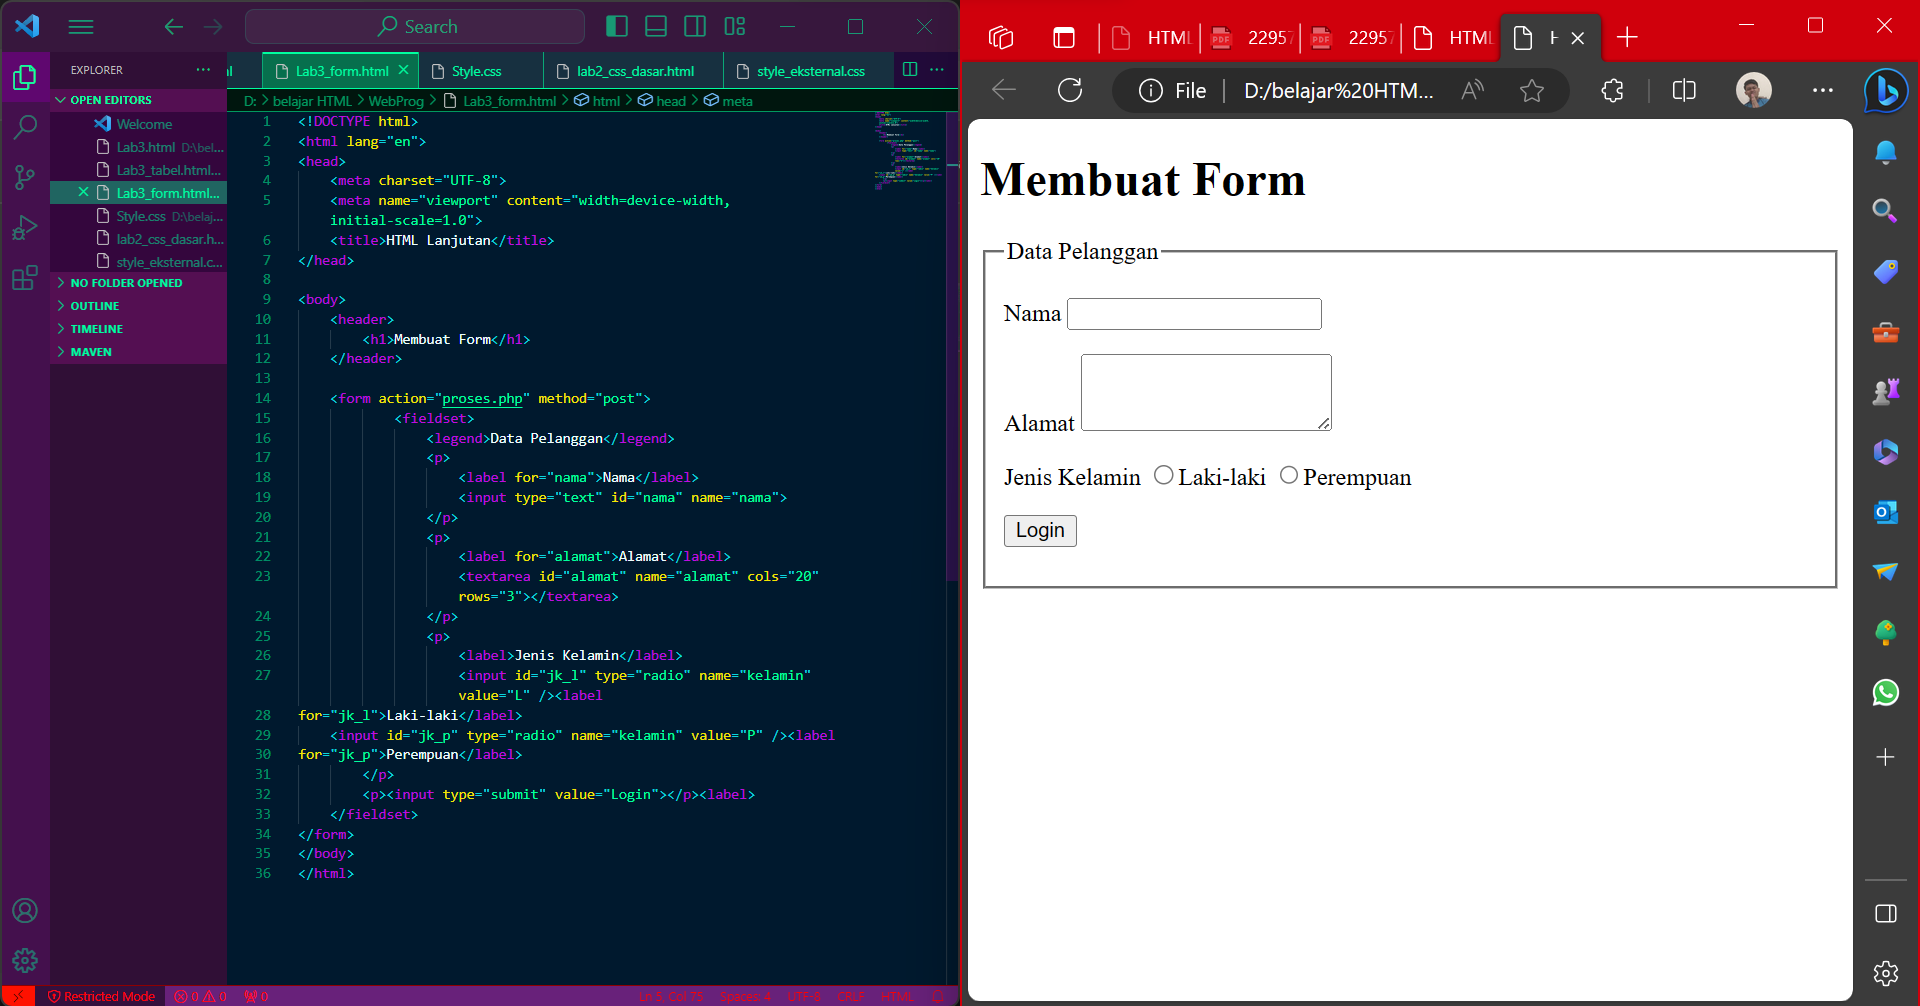 Search
EXPLORER
OPEN EDITORS
Welcome
Lab3.html D:\bel...
Lab3_tabel.html...
Lab3_form.html...
Style.css D:\belaj...
lab2_css_dasar.h...
style_eksternal.c...
NO FOLDER OPENED
OUTLINE
TIMELINE
MAVEN
Lab3_form.html
Style.css
lab2_css_dasar.html
style_eksternal.css
D: > belajar HTML > WebProg > Lab3_form.html > html > head > meta
1 <!DOCTYPE html>
2 <html lang="en">
3 <head>
4 <meta charset="UTF-8">
5 <meta name="viewport" content="width=device-width,
initial-scale=1.0">
6 <title>HTML Lanjutan</title>
7 </head>
8
9 <body>
10 <header>
11 <h1>Membuat Form</h1>
12 </header>
13
14 <form action="proses.php" method="post">
15 <fieldset>
16 <legend>Data Pelanggan</legend>
17 <p>
18 <label for="nama">Nama</label>
19 <input type="text" id="nama" name="nama">
20 </p>
21 <p>
22 <label for="alamat">Alamat</label>
23 <textarea id="alamat" name="alamat" cols="20"
rows="3"></textarea>
24 </p>
25 <p>
26 <label>Jenis Kelamin</label>
27 <input id="jk_l" type="radio" name="kelamin"
value="L" /><label
28 for="jk_l">Laki-laki</label>
29 <input id="jk_p" type="radio" name="kelamin" value="P" /><label
30 for="jk_p">Perempuan</label>
31 </p>
32 <p><input type="submit" value="Login"></p><label>
33 </fieldset>
34 </form>
35 </body>
36 </html>
Restricted Mode 0 0 0
Ln 5, Col 75 Spaces: 4 UTF-8 CRLF HTML
HTML
PDF 22957
PDF 22957
HTML
File D:/belajar%20HTM...
Membuat Form
Data Pelanggan
Nama
Alamat
Jenis Kelamin Laki-laki Perempuan
Login